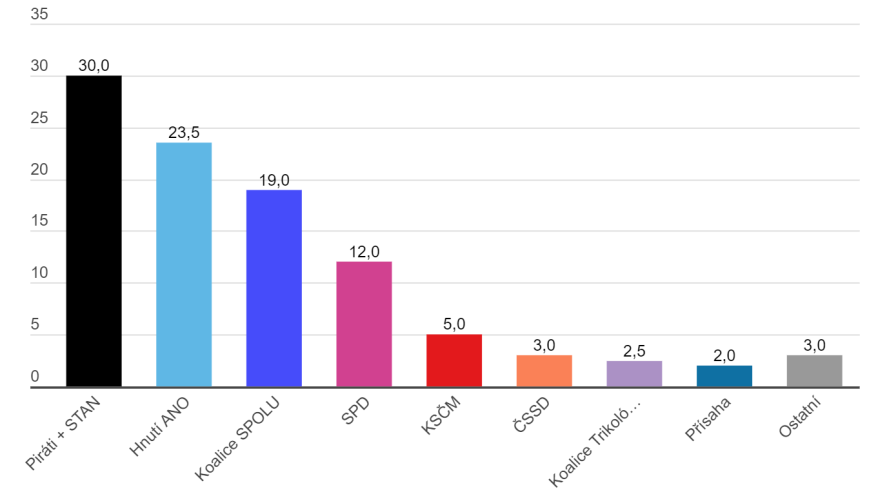 35
30
25
20
15
10
5
0
30,0
23,5
19,0
12,0
5,0
3,0
2,5
2,0
3,0
Piráti + STAN
Hnutí ANO
Koalice SPOLU
SPD
KSČM
ČSSD
Koalice Trikoló…
Přísaha
Ostatní